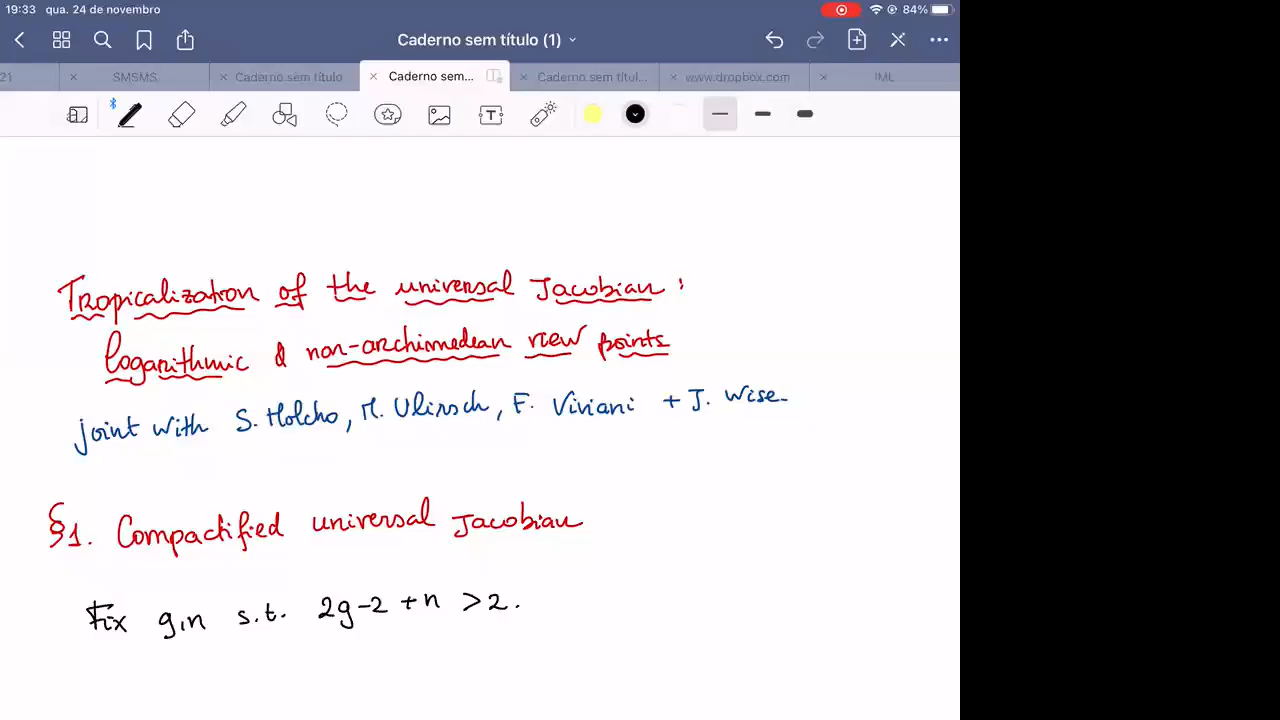 19:33 qua. 24 de novembro 84%
Caderno sem título (1)
21 SMSMS Caderno sem título Caderno sem... Caderno sem títul... www.dropbox.com IML
T
Tropicalization of the universal Jacobian:
logarithmic & non-archimedean view points
joint with S. Molcho, M. Ulirsch, F. Viviani + J. Wise
§1. Compactified universal Jacobian
Fix g,n s.t. 2g-2+n >2.